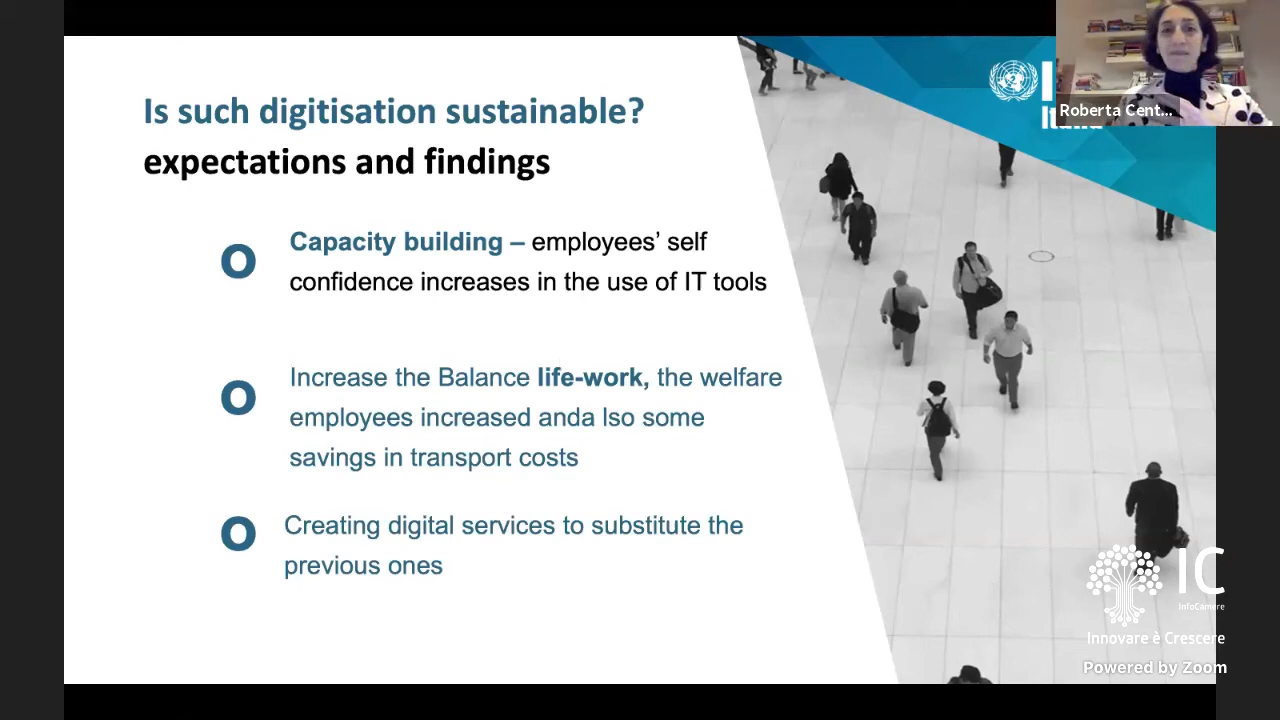 Is such digitisation sustainable?
expectations and findings
o Capacity building – employees’ self
confidence increases in the use of IT tools
o Increase the Balance life-work, the welfare
employees increased anda lso some
savings in transport costs
o Creating digital services to substitute the
previous ones
Roberta Cent...
IC
InfoCamere
Innovare è Crescere
Powered by Zoom